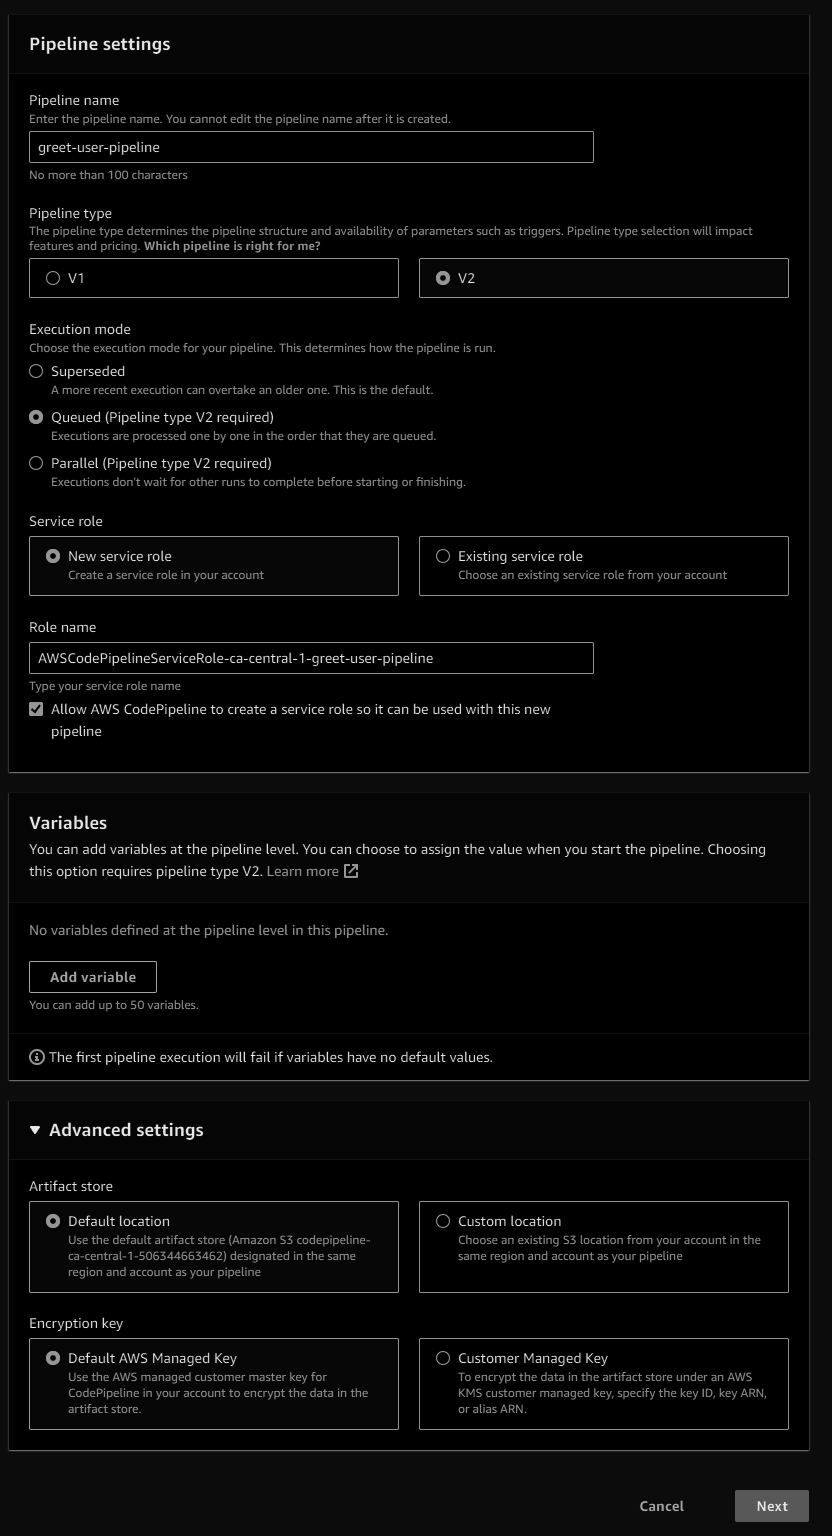 Pipeline settings
Pipeline name
Enter the pipeline name. You cannot edit the pipeline name after it is created.
greet-user-pipeline
No more than 100 characters
Pipeline type
The pipeline type determines the pipeline structure and availability of parameters such as triggers. Pipeline type selection will impact
features and pricing. Which pipeline is right for me?
V1
V2
Execution mode
Choose the execution mode for your pipeline. This determines how the pipeline is run.
Superseded
A more recent execution can overtake an older one. This is the default.
Queued (Pipeline type V2 required)
Executions are processed one by one in the order that they are queued.
Parallel (Pipeline type V2 required)
Executions don't wait for other runs to complete before starting or finishing.
Service role
New service role
Create a service role in your account
Existing service role
Choose an existing service role from your account
Role name
AWSCodePipelineServiceRole-ca-central-1-greet-user-pipeline
Type your service role name
Allow AWS CodePipeline to create a service role so it can be used with this new
pipeline
Variables
You can add variables at the pipeline level. You can choose to assign the value when you start the pipeline. Choosing
this option requires pipeline type V2. Learn more
No variables defined at the pipeline level in this pipeline.
Add variable
You can add up to 50 variables.
The first pipeline execution will fail if variables have no default values.
Advanced settings
Artifact store
Default location
Use the default artifact store (Amazon S3 codepipeline-
ca-central-1-506344663462) designated in the same
region and account as your pipeline
Custom location
Choose an existing S3 location from your account in the
same region and account as your pipeline
Encryption key
Default AWS Managed Key
Use the AWS managed customer master key for
CodePipeline in your account to encrypt the data in the
artifact store.
Customer Managed Key
To encrypt the data in the artifact store under an AWS
KMS customer managed key, specify the key ID, key ARN,
or alias ARN.
Cancel
Next